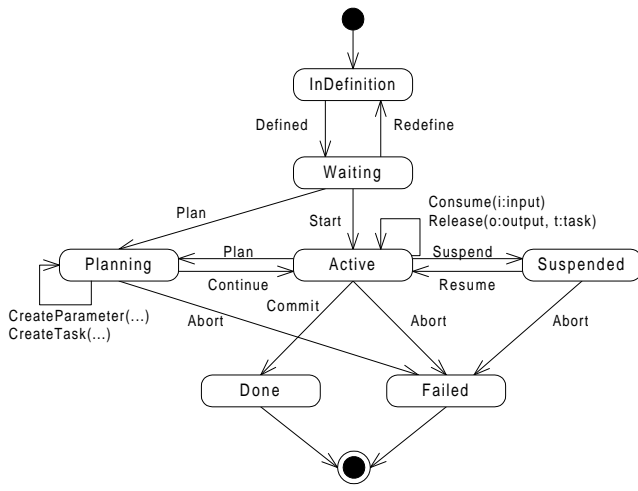 InDefinition
Defined
Redefine
Waiting
Consume(i:input)
Release(o:output, t:task)
Plan
Start
Plan
Suspend
Planning
Active
Suspended
Continue
Resume
CreateParameter(...)
CreateTask(...)
Commit
Abort
Abort
Abort
Done
Failed